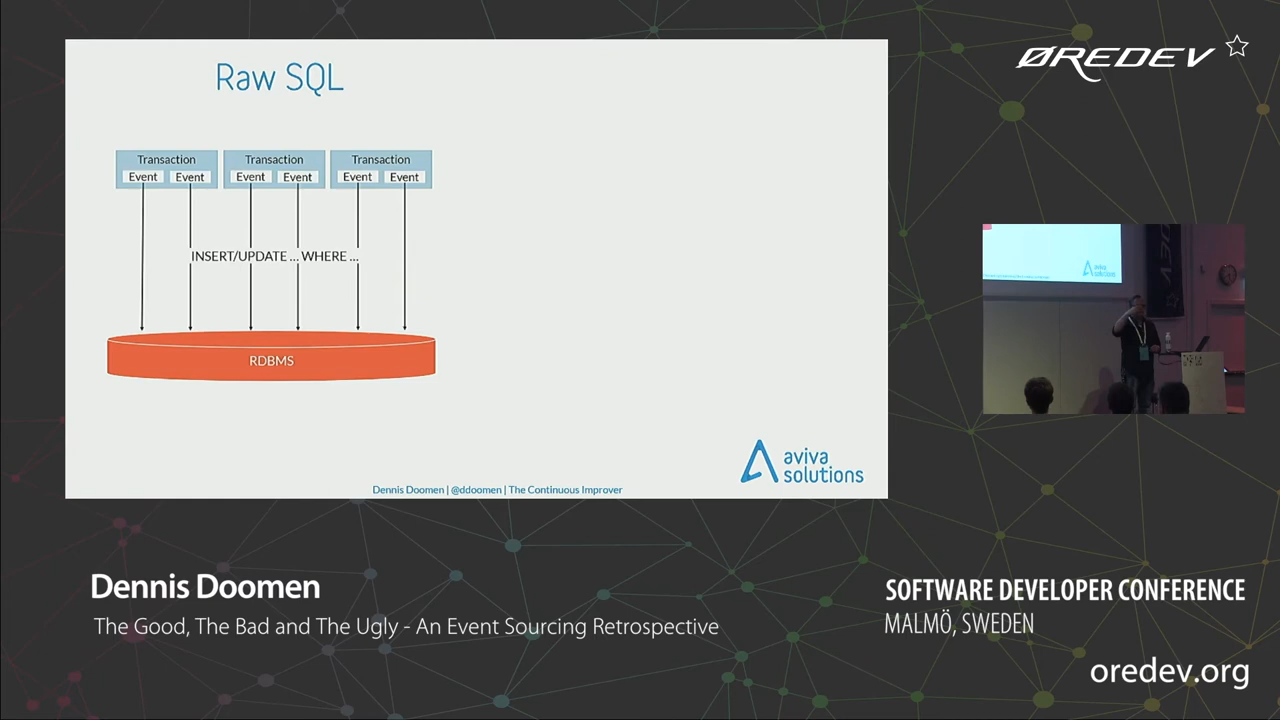 Raw SQL
Transaction
Transaction
Transaction
Event
Event
Event
Event
Event
Event
INSERT/UPDATE ... WHERE ...
RDBMS
aviva
solutions
Dennis Doomen | @ddoomen | The Continuous Improver
ØREDEV
Dennis Doomen
The Good, The Bad and The Ugly - An Event Sourcing Retrospective
SOFTWARE DEVELOPER CONFERENCE
MALMÖ, SWEDEN
oredev.org